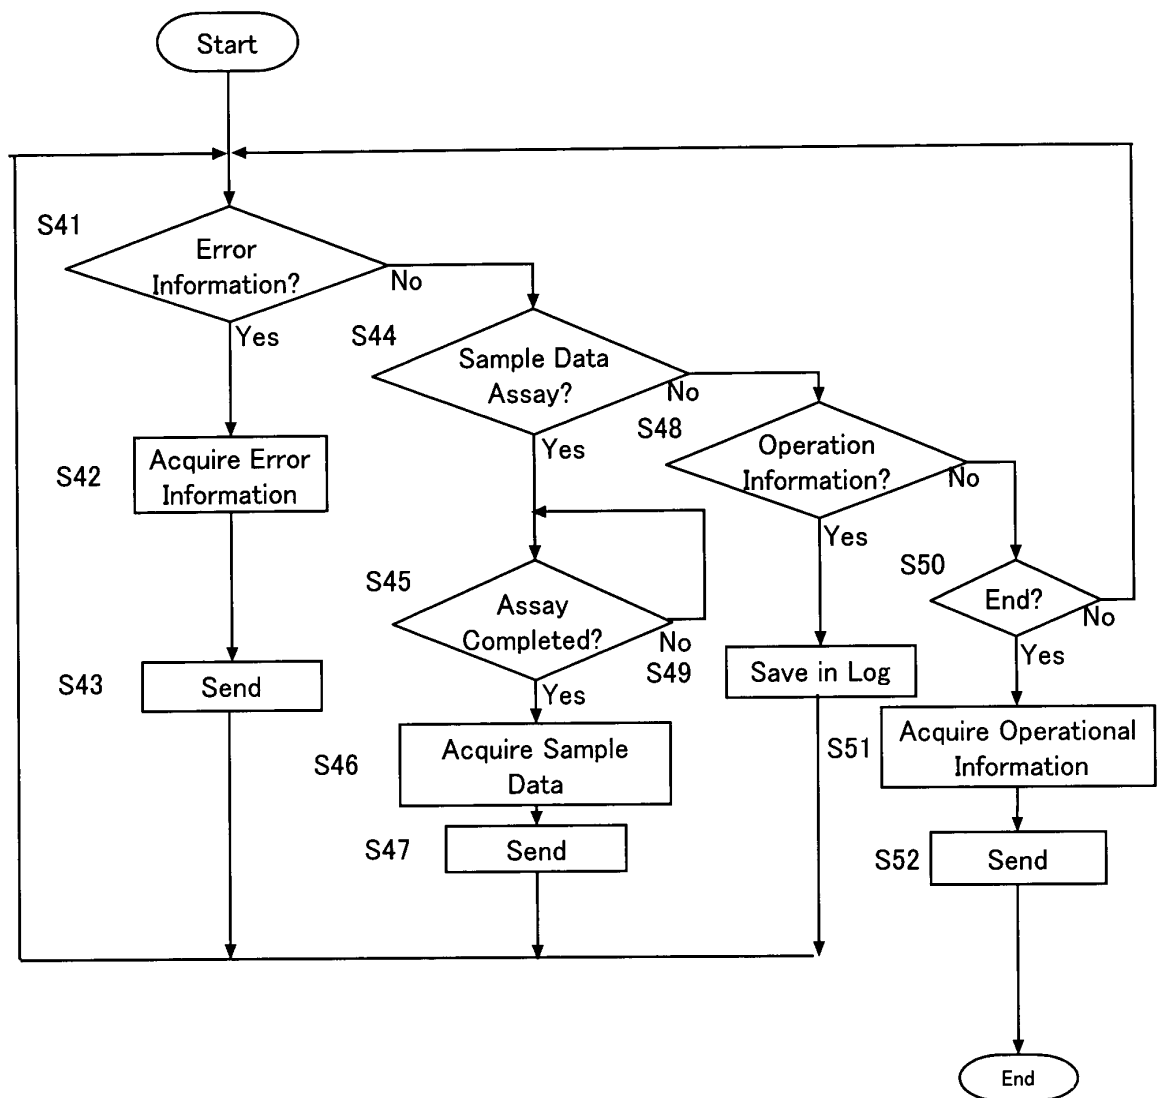 Start
S41
Error
Information?
No
Yes
S44
Sample Data
Assay?
No
Yes
S48
Operation
Information?
No
Yes
S42
Acquire Error
Information
S45
Assay
Completed?
No
Yes
S50
End?
No
Yes
S43
Send
S49
Save in Log
S46
Acquire Sample
Data
S51
Acquire Operational
Information
S47
Send
S52
Send
End